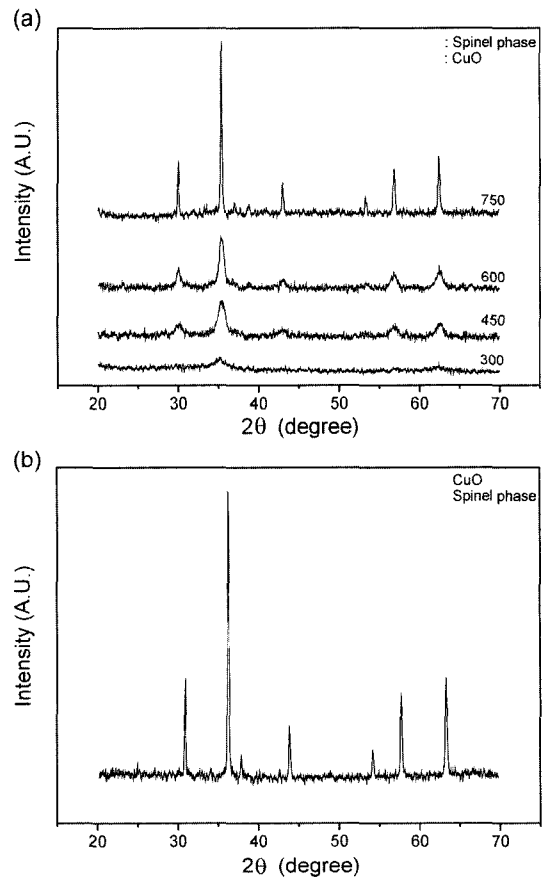 (a)
: Spinel phase
: CuO
Intensity (A.U.)
750
600
450
300
20 30 40 50 60 70
2θ (degree)
(b)
CuO
Spinel phase
Intensity (A.U.)
20 30 40 50 60 70
2θ (degree)